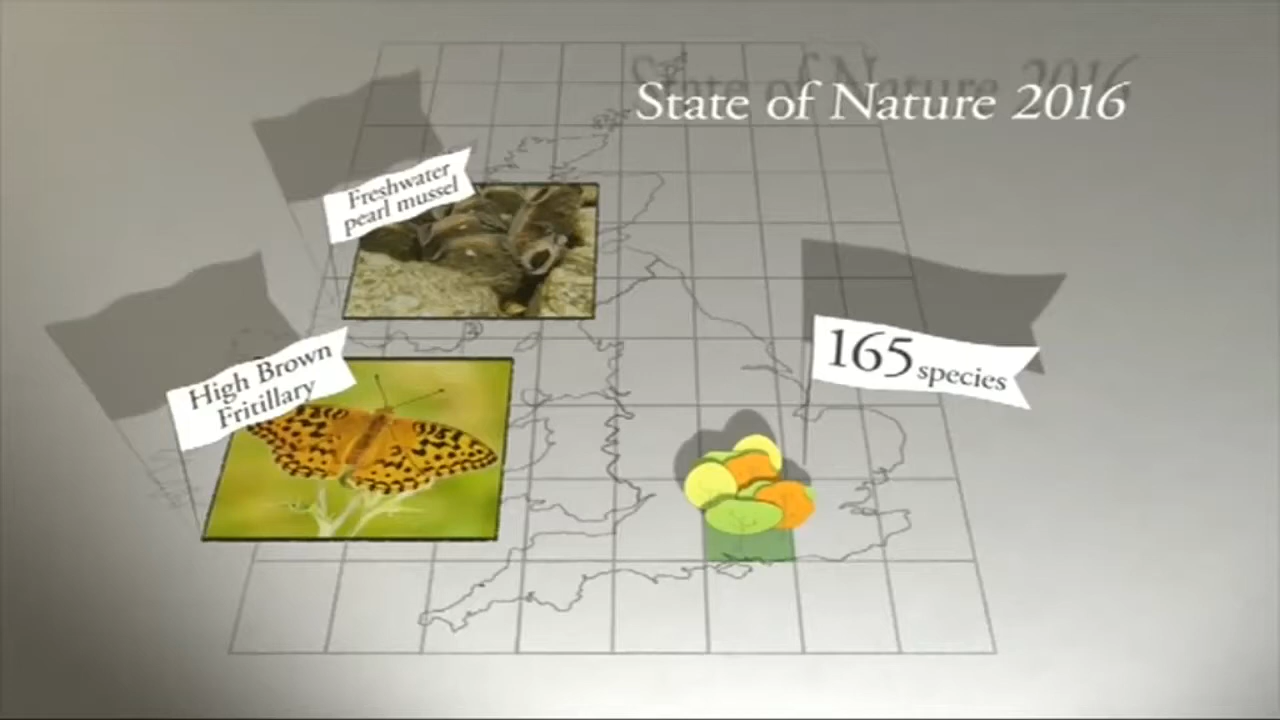 State of Nature 2016
Freshwater
pearl mussel
165 species
High Brown
Fritillary